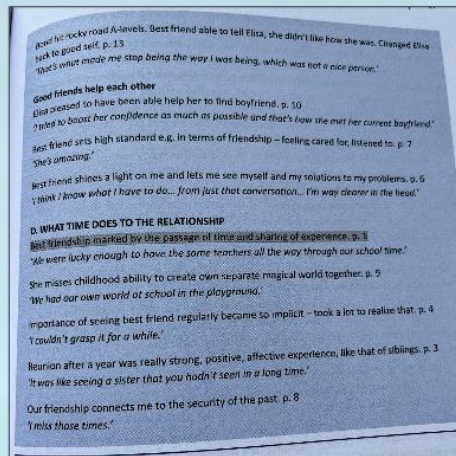 Bend hit rocky road A-levels. Best friend able to tell Elisa, she didn't like how she was. Changed Elisa
back to good self. p. 13
'That's what made me stop being the way I was being, which was not a nice person.'
Good friends help each other
Elisa pleased to have been able help her to find boyfriend. p. 10
'I tried to boost her confidence as much as possible and that's how she met her current boyfriend.'
Best friend sets high standard e.g. in terms of friendship – feeling cared for, listened to. p. 7
'She's amazing.'
Best friend shines a light on me and lets me see myself and my solutions to my problems. p. 6
'I think I know what I have to do... from just that conversation... I'm way clearer in the head.'
D. WHAT TIME DOES TO THE RELATIONSHIP
Best friendship marked by the passage of time and sharing of experience. p. 1
'We were lucky enough to have the same teachers all the way through our school time.'
She misses childhood ability to create own separate magical world together. p. 9
'We had our own world at school in the playground.'
Importance of seeing best friend regularly became so implicit – took a lot to realize that. p. 4
'I couldn't grasp it for a while.'
Reunion after a year was really strong, positive, affective experience, like that of siblings. p. 3
'It was like seeing a sister that you hadn't seen in a long time.'
Our friendship connects me to the security of the past. p. 8
'I miss those times.'